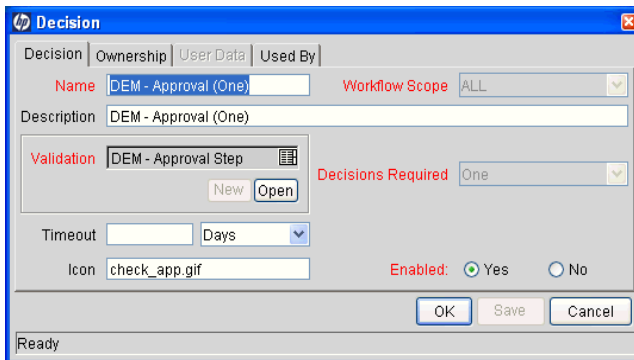 hp Decision
Decision Ownership User Data Used By
Name DEM - Approval (One) Workflow Scope ALL
Description DEM - Approval (One)
Validation DEM - Approval Step
Decisions Required One
New Open
Timeout Days
Icon check_app.gif Enabled: Yes No
OK Save Cancel
Ready